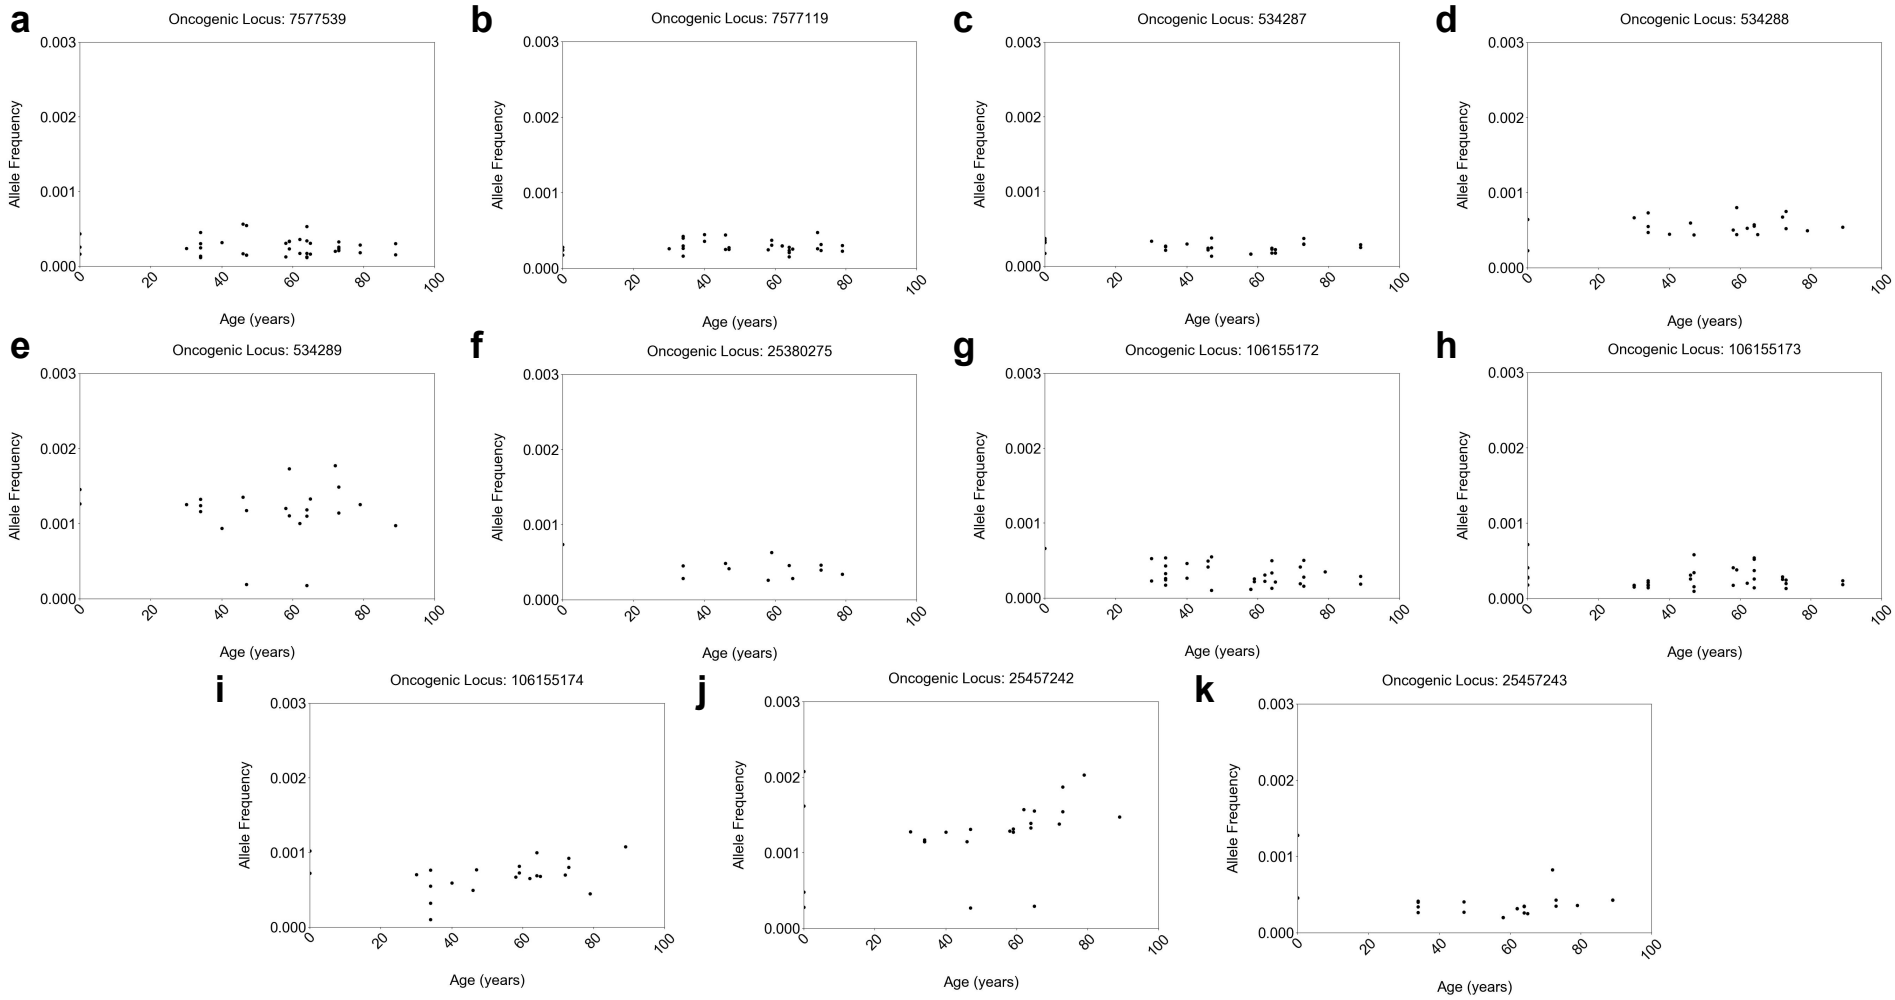 a
Oncogenic Locus: 7577539
0.003
0.002
0.001
0.000
Allele Frequency
0
20
40
60
80
100
Age (years)
b
Oncogenic Locus: 7577119
0.003
0.002
0.001
0.000
Allele Frequency
0
20
40
60
80
100
Age (years)
c
Oncogenic Locus: 534287
0.003
0.002
0.001
0.000
Allele Frequency
0
20
40
60
80
100
Age (years)
d
Oncogenic Locus: 534288
0.003
0.002
0.001
0.000
Allele Frequency
0
20
40
60
80
100
Age (years)
e
Oncogenic Locus: 534289
0.003
0.002
0.001
0.000
Allele Frequency
0
20
40
60
80
100
Age (years)
f
Oncogenic Locus: 25380275
0.003
0.002
0.001
0.000
Allele Frequency
0
20
40
60
80
100
Age (years)
g
Oncogenic Locus: 106155172
0.003
0.002
0.001
0.000
Allele Frequency
0
20
40
60
80
100
Age (years)
h
Oncogenic Locus: 106155173
0.003
0.002
0.001
0.000
Allele Frequency
0
20
40
60
80
100
Age (years)
i
Oncogenic Locus: 106155174
0.003
0.002
0.001
0.000
Allele Frequency
0
20
40
60
80
100
Age (years)
j
Oncogenic Locus: 25457242
0.003
0.002
0.001
0.000
Allele Frequency
0
20
40
60
80
100
Age (years)
k
Oncogenic Locus: 25457243
0.003
0.002
0.001
0.000
Allele Frequency
0
20
40
60
80
100
Age (years)